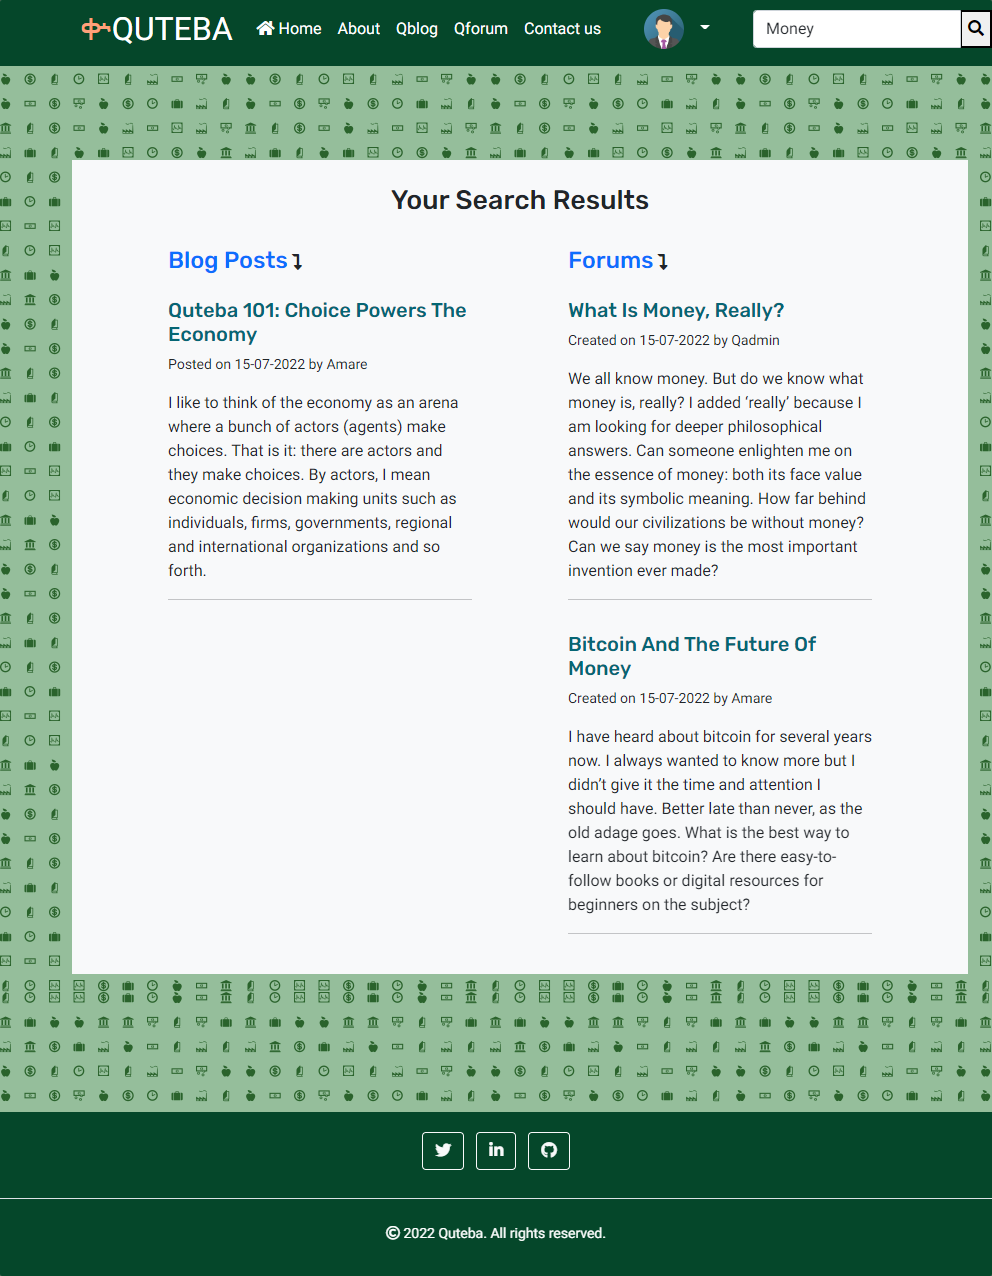 ቁጥQUTEBA
Home About Qblog Qforum Contact us
Money
Your Search Results
Blog Posts
Quteba 101: Choice Powers The
Economy
Posted on 15-07-2022 by Amare
I like to think of the economy as an arena
where a bunch of actors (agents) make
choices. That is it: there are actors and
they make choices. By actors, I mean
economic decision making units such as
individuals, firms, governments, regional
and international organizations and so
forth.
Forums
What Is Money, Really?
Created on 15-07-2022 by Qadmin
We all know money. But do we know what
money is, really? I added ‘really’ because I
am looking for deeper philosophical
answers. Can someone enlighten me on
the essence of money: both its face value
and its symbolic meaning. How far behind
would our civilizations be without money?
Can we say money is the most important
invention ever made?
Bitcoin And The Future Of
Money
Created on 15-07-2022 by Amare
I have heard about bitcoin for several years
now. I always wanted to know more but I
didn’t give it the time and attention I
should have. Better late than never, as the
old adage goes. What is the best way to
learn about bitcoin? Are there easy-to-
follow books or digital resources for
beginners on the subject?
© 2022 Quteba. All rights reserved.